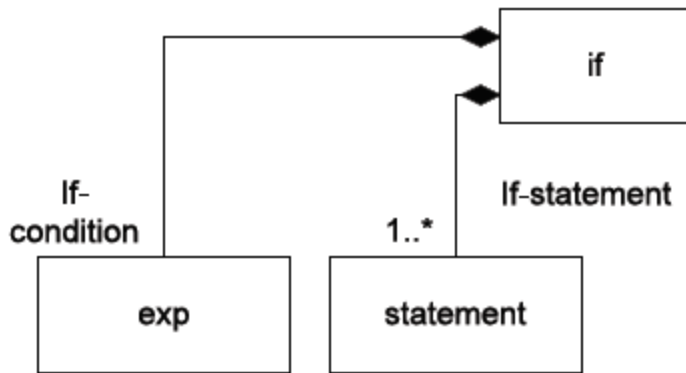 if
If-
condition
If-statement
1..*
exp
statement